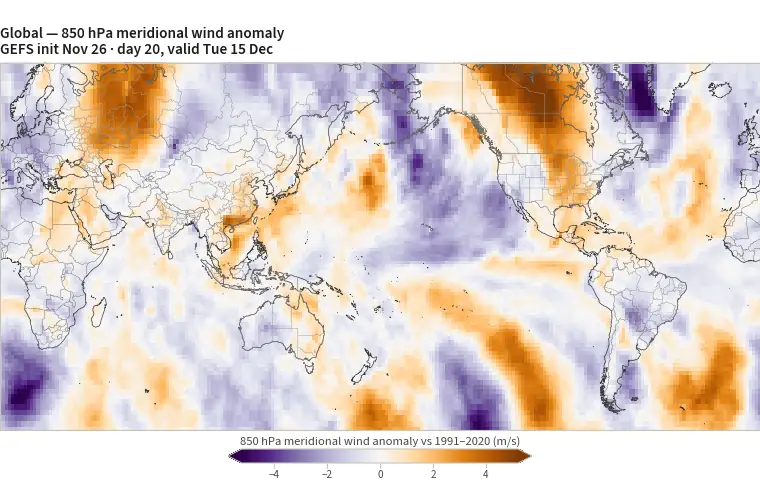 Global — 850 hPa meridional wind anomaly
GEFS init Nov 26 · day 20, valid Tue 15 Dec
850 hPa meridional wind anomaly vs 1991–2020 (m/s)
−4 −2 0 2 4